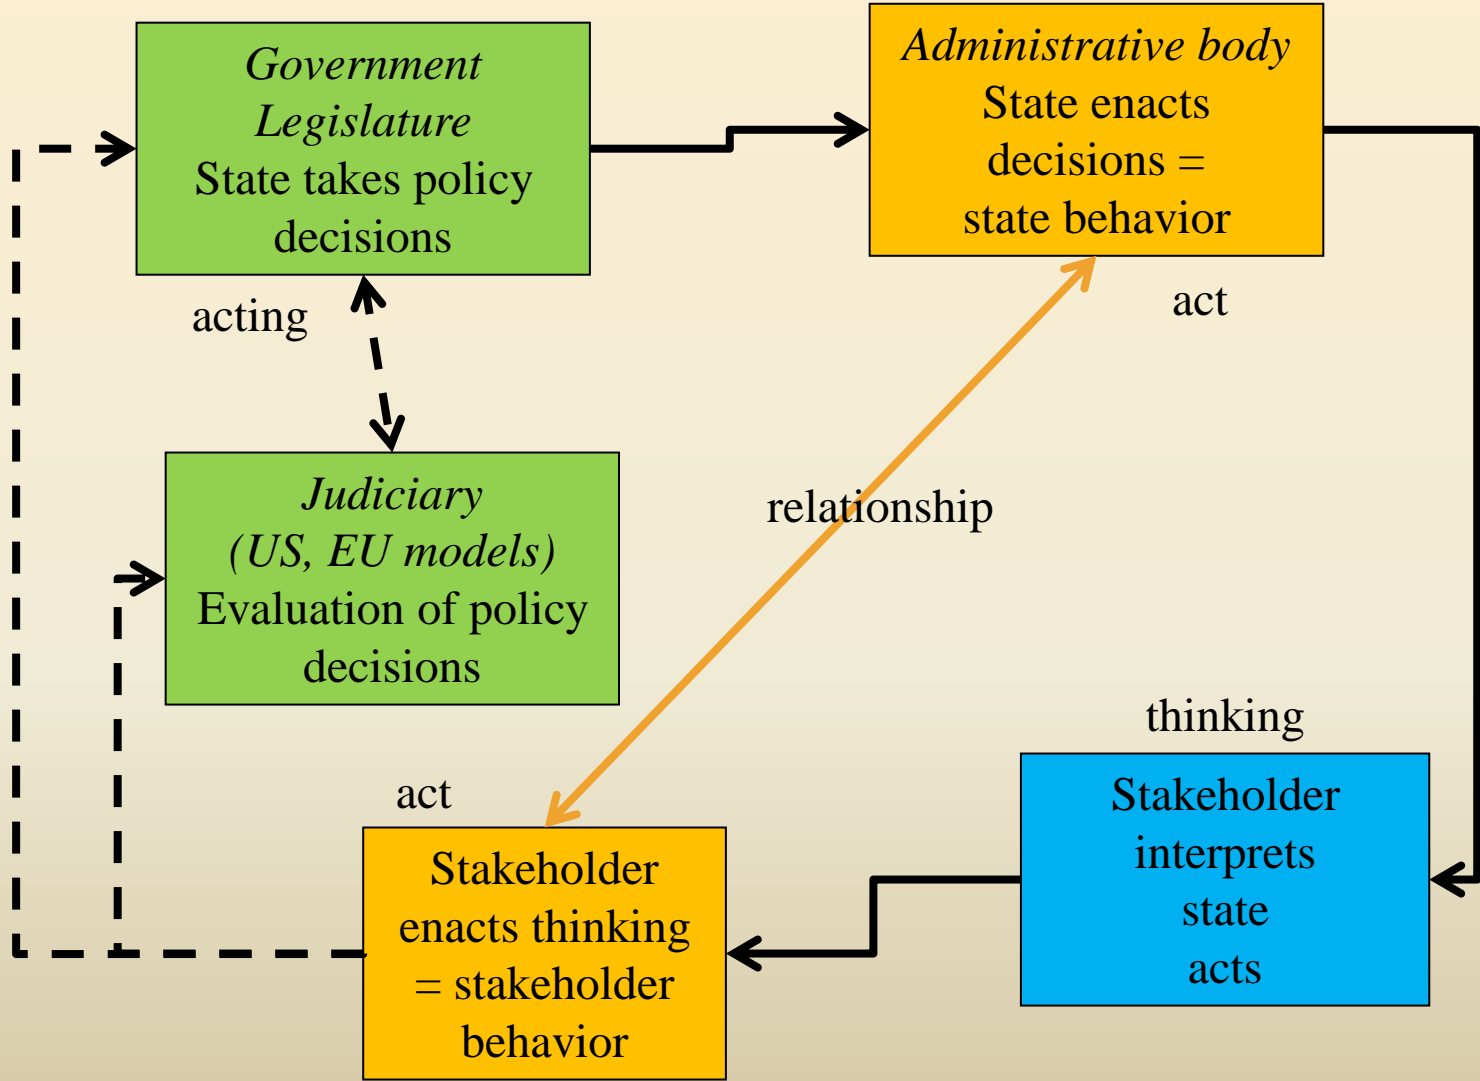 Government
Legislature
State takes policy
decisions
Administrative body
State enacts
decisions =
state behavior
acting
act
Judiciary
(US, EU models)
Evaluation of policy
decisions
relationship
thinking
Stakeholder
interprets
state
acts
act
Stakeholder
enacts thinking
= stakeholder
behavior